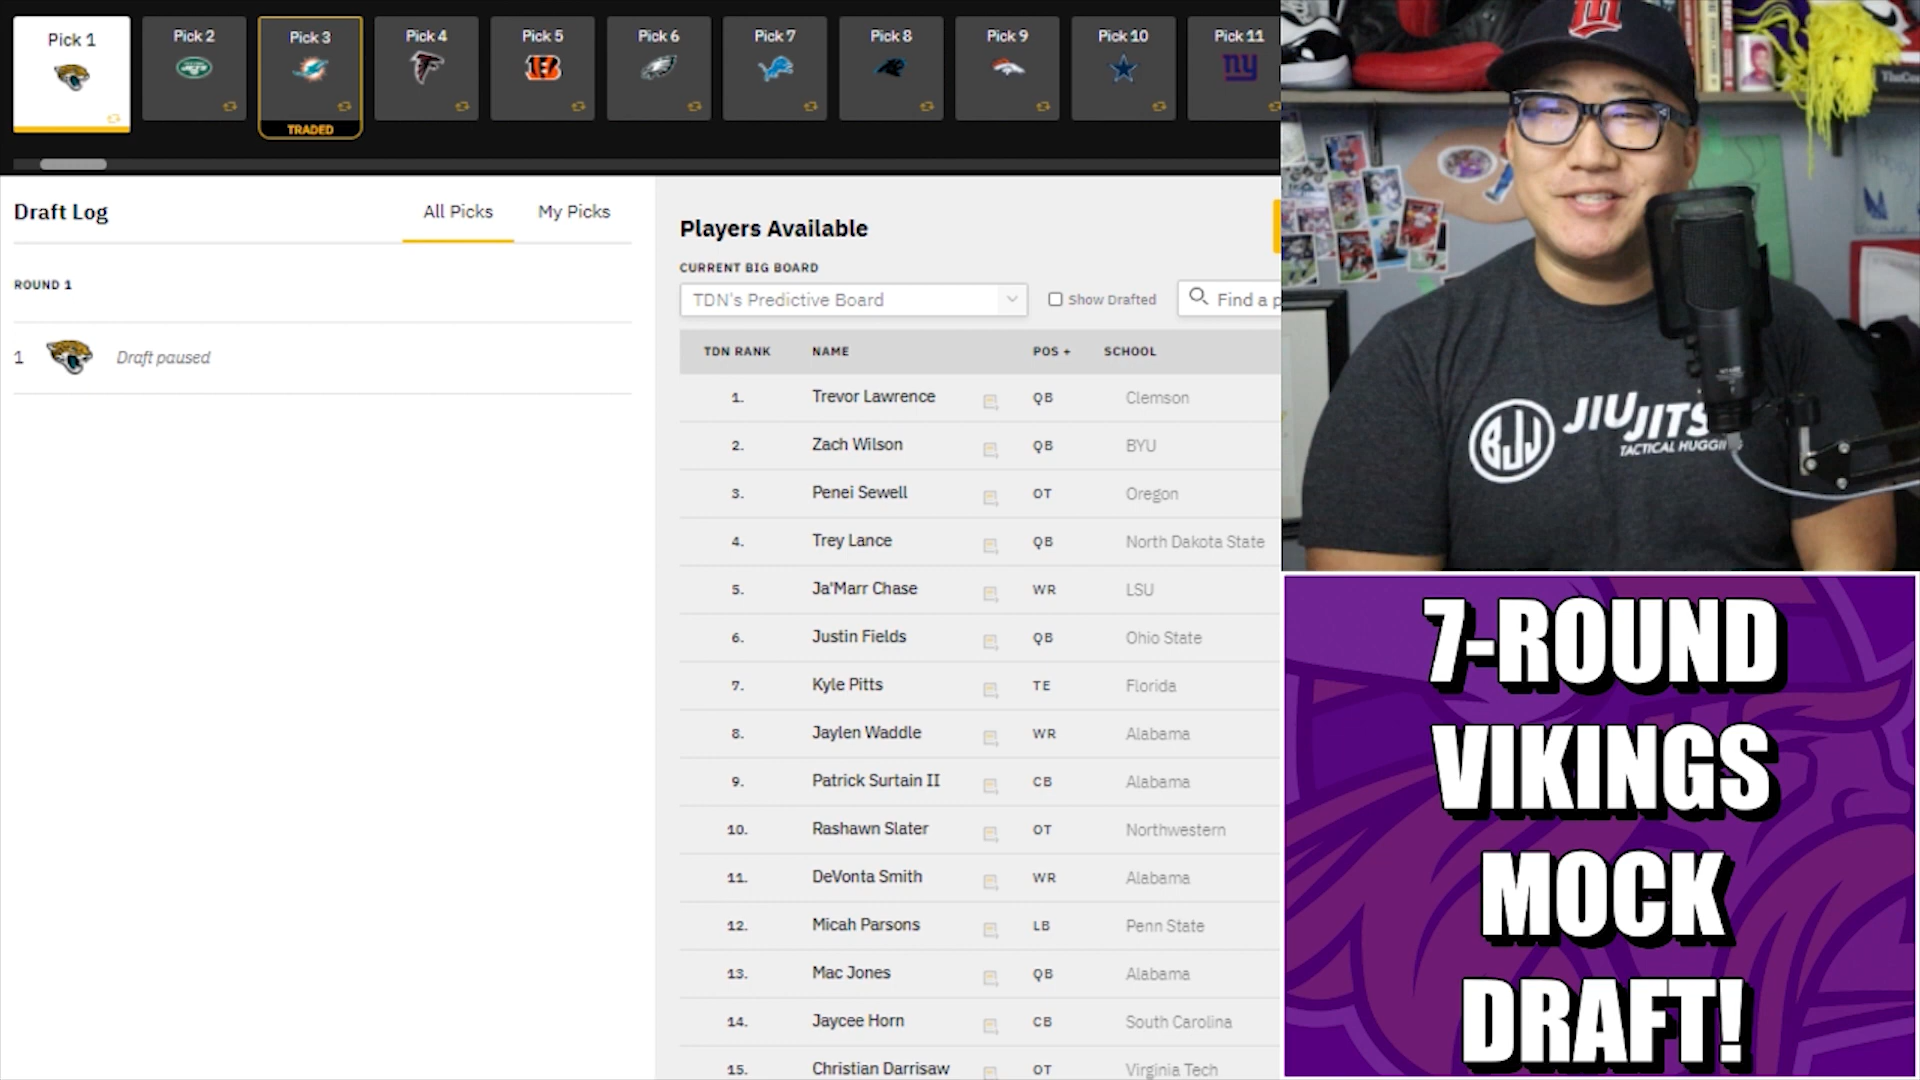 Pick 1
Pick 2
Pick 3
Pick 4
Pick 5
Pick 6
Pick 7
Pick 8
Pick 9
Pick 10
Pick 11
TRADED
Draft Log
All Picks
My Picks
ROUND 1
1 Draft paused
Players Available
CURRENT BIG BOARD
TDN's Predictive Board
Show Drafted
Find a p
TDN RANK NAME POS + SCHOOL
1. Trevor Lawrence QB Clemson
2. Zach Wilson QB BYU
3. Penei Sewell OT Oregon
4. Trey Lance QB North Dakota State
5. Ja'Marr Chase WR LSU
6. Justin Fields QB Ohio State
7. Kyle Pitts TE Florida
8. Jaylen Waddle WR Alabama
9. Patrick Surtain II CB Alabama
10. Rashawn Slater OT Northwestern
11. DeVonta Smith WR Alabama
12. Micah Parsons LB Penn State
13. Mac Jones QB Alabama
14. Jaycee Horn CB South Carolina
15. Christian Darrisaw OT Virginia Tech
M
BJJ
JIUJITS
TACTICAL HUGGI
7-ROUND
VIKINGS
MOCK
DRAFT!